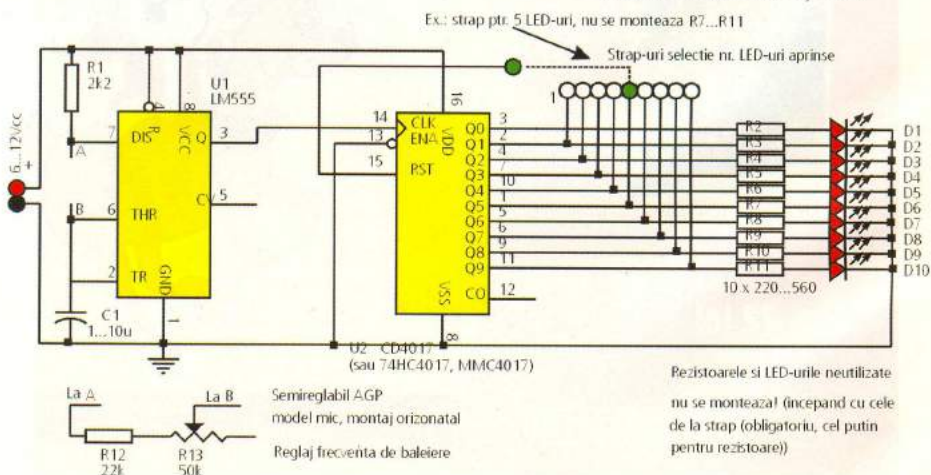 Ex.: strap ptr. 5 LED-uri, nu se monteaza R7...R11
Strap-uri selectie nr. LED-uri aprinse
1
R1
2k2
U1
LM555
4
8
R
VCC
7
DIS
Q
3
A
6...12Vcc
+
CV
5
B
6
THR
2
TR
GND
1
C1
1...10u
16
14
CLK
13
ENA
15
RST
VDD
VSS
8
Q0
3
Q1
2
Q2
4
Q3
7
Q4
10
Q5
1
Q6
5
Q7
6
Q8
9
Q9
11
CO
12
U2 CD4017
(sau 74HC4017, MMC4017)
R2
R3
R4
R5
R6
R7
R8
R9
R10
R11
10 x 220...560
D1
D2
D3
D4
D5
D6
D7
D8
D9
D10
La A
La B
R12
22k
R13
50k
Semireglabil AGP
model mic, montaj orizonatal
Reglaj frecventa de baleiere
Rezistoarele si LED-urile neutilizate
nu se monteaza! (incepand cu cele
de la strap (obligatoriu, cel putin
pentru rezistoare))